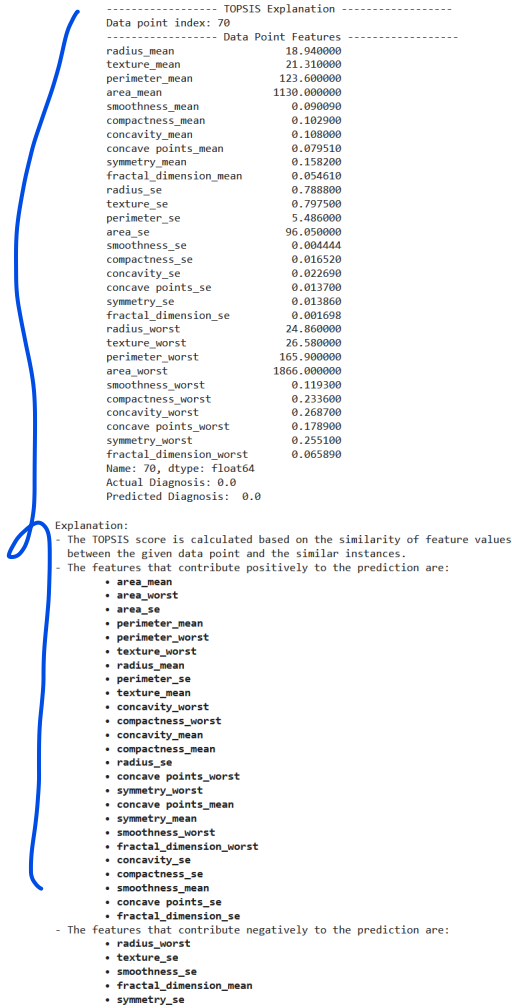 ----------------- TOPSIS Explanation -----------------
Data point index: 70
----------------- Data Point Features -----------------
radius_mean 18.940000
texture_mean 21.310000
perimeter_mean 123.600000
area_mean 1130.000000
smoothness_mean 0.090090
compactness_mean 0.102900
concavity_mean 0.108000
concave points_mean 0.079510
symmetry_mean 0.158200
fractal_dimension_mean 0.054610
radius_se 0.788800
texture_se 0.797500
perimeter_se 5.486000
area_se 96.050000
smoothness_se 0.004444
compactness_se 0.016520
concavity_se 0.022690
concave points_se 0.013700
symmetry_se 0.013860
fractal_dimension_se 0.001698
radius_worst 24.860000
texture_worst 26.580000
perimeter_worst 165.900000
area_worst 1866.000000
smoothness_worst 0.119300
compactness_worst 0.233600
concavity_worst 0.268700
concave points_worst 0.178900
symmetry_worst 0.255100
fractal_dimension_worst 0.065890
Name: 70, dtype: float64
Actual Diagnosis: 0.0
Predicted Diagnosis:  0.0
Explanation:
- The TOPSIS score is calculated based on the similarity of feature values
between the given data point and the similar instances.
- The features that contribute positively to the prediction are:
• area_mean
• area_worst
• area_se
• perimeter_mean
• perimeter_worst
• texture_worst
• radius_mean
• perimeter_se
• texture_mean
• concavity_worst
• compactness_worst
• concavity_mean
• compactness_mean
• radius_se
• concave points_worst
• symmetry_worst
• concave points_mean
• symmetry_mean
• smoothness_worst
• fractal_dimension_worst
• concavity_se
• compactness_se
• smoothness_mean
• concave points_se
• fractal_dimension_se
- The features that contribute negatively to the prediction are:
• radius_worst
• texture_se
• smoothness_se
• fractal_dimension_mean
• symmetry_se